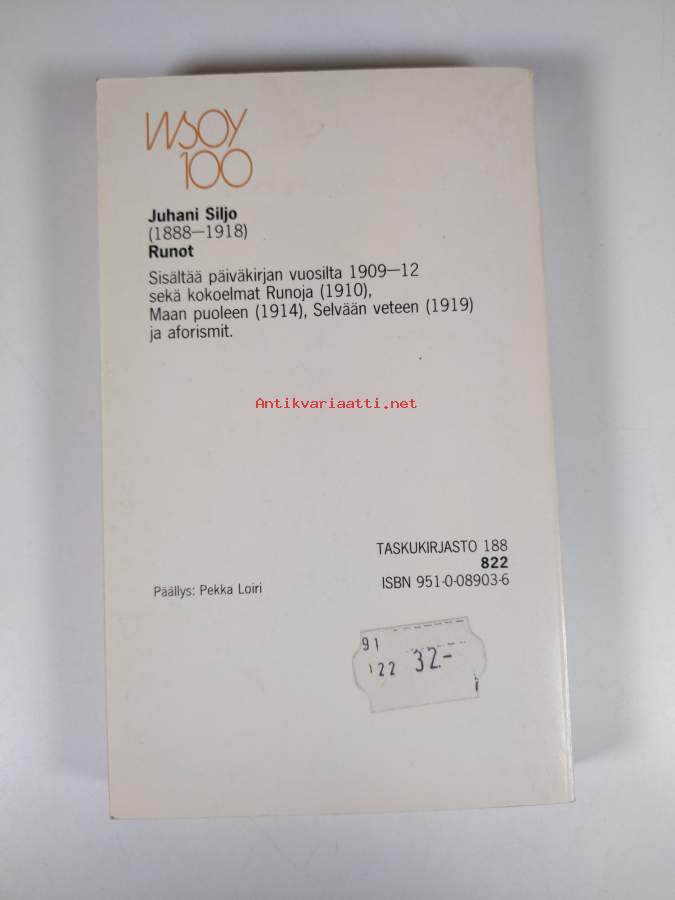 WSOY
100
Juhani Siljo
(1888—1918)
Runot
Sisältää päiväkirjan vuosilta 1909—12
sekä kokoelmat Runoja (1910),
Maan puoleen (1914), Selvään veteen (1919)
ja aforismit.
Antikvariaatti.net
TASKUKIRJASTO 188
822
Päällys: Pekka Loiri
ISBN 951-0-08903-6
91
122 32.-